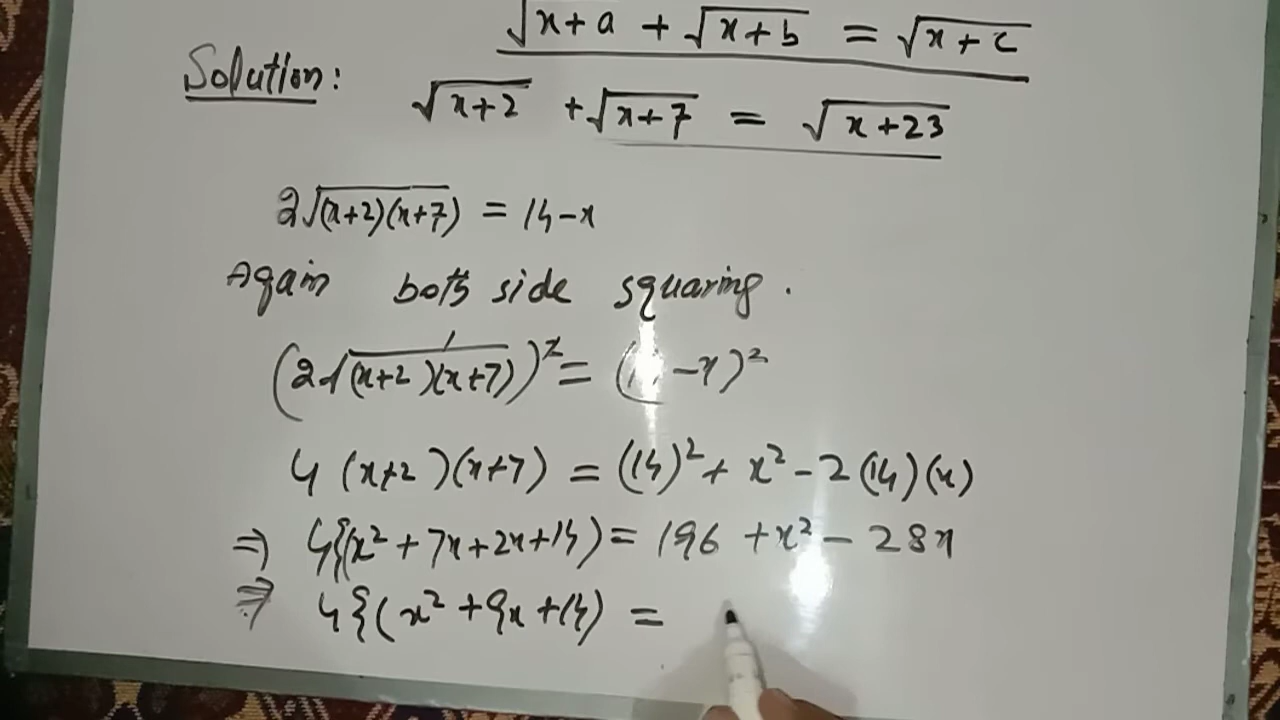 √x+a + √x+b = √x+c
Solution:
√x+2 + √x+7 = √x+23
2√(x+2)(x+7) = 14-x
Again both side squaring.
(2√(x+2)(x+7))² = ( -x)²
4 (x+2)(x+7) = (14)² + x² - 2(14)(x)
⇒ 4{(x² + 7x + 2x + 14) = 196 + x² - 28x
⇒ 4{(x² + 9x + 14) =